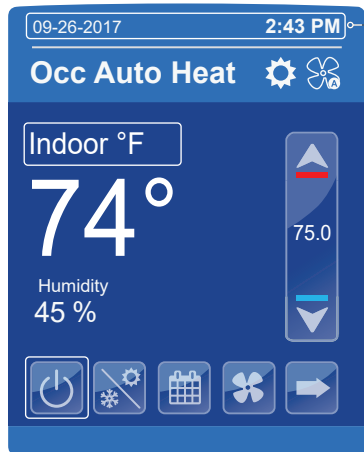 09-26-2017 2:43 PM
Occ Auto Heat A
Indoor °F
74°
75.0
Humidity
45 %